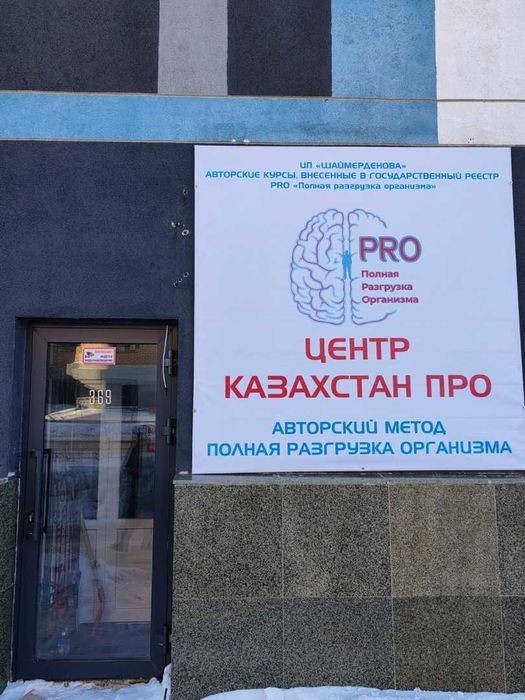 ИП «ШАЙМЕРДЕНОВА»
АВТОРСКИЕ КУРСЫ, ВНЕСЕННЫЕ В ГОСУДАРСТВЕННЫЙ РЕЕСТР
PRO «Полная разгрузка организма»
PRO
Полная
Разгрузка
Организма
ЦЕНТР
КАЗАХСТАН ПРО
АВТОРСКИЙ МЕТОД
ПОЛНАЯ РАЗГРУЗКА ОРГАНИЗМА
369